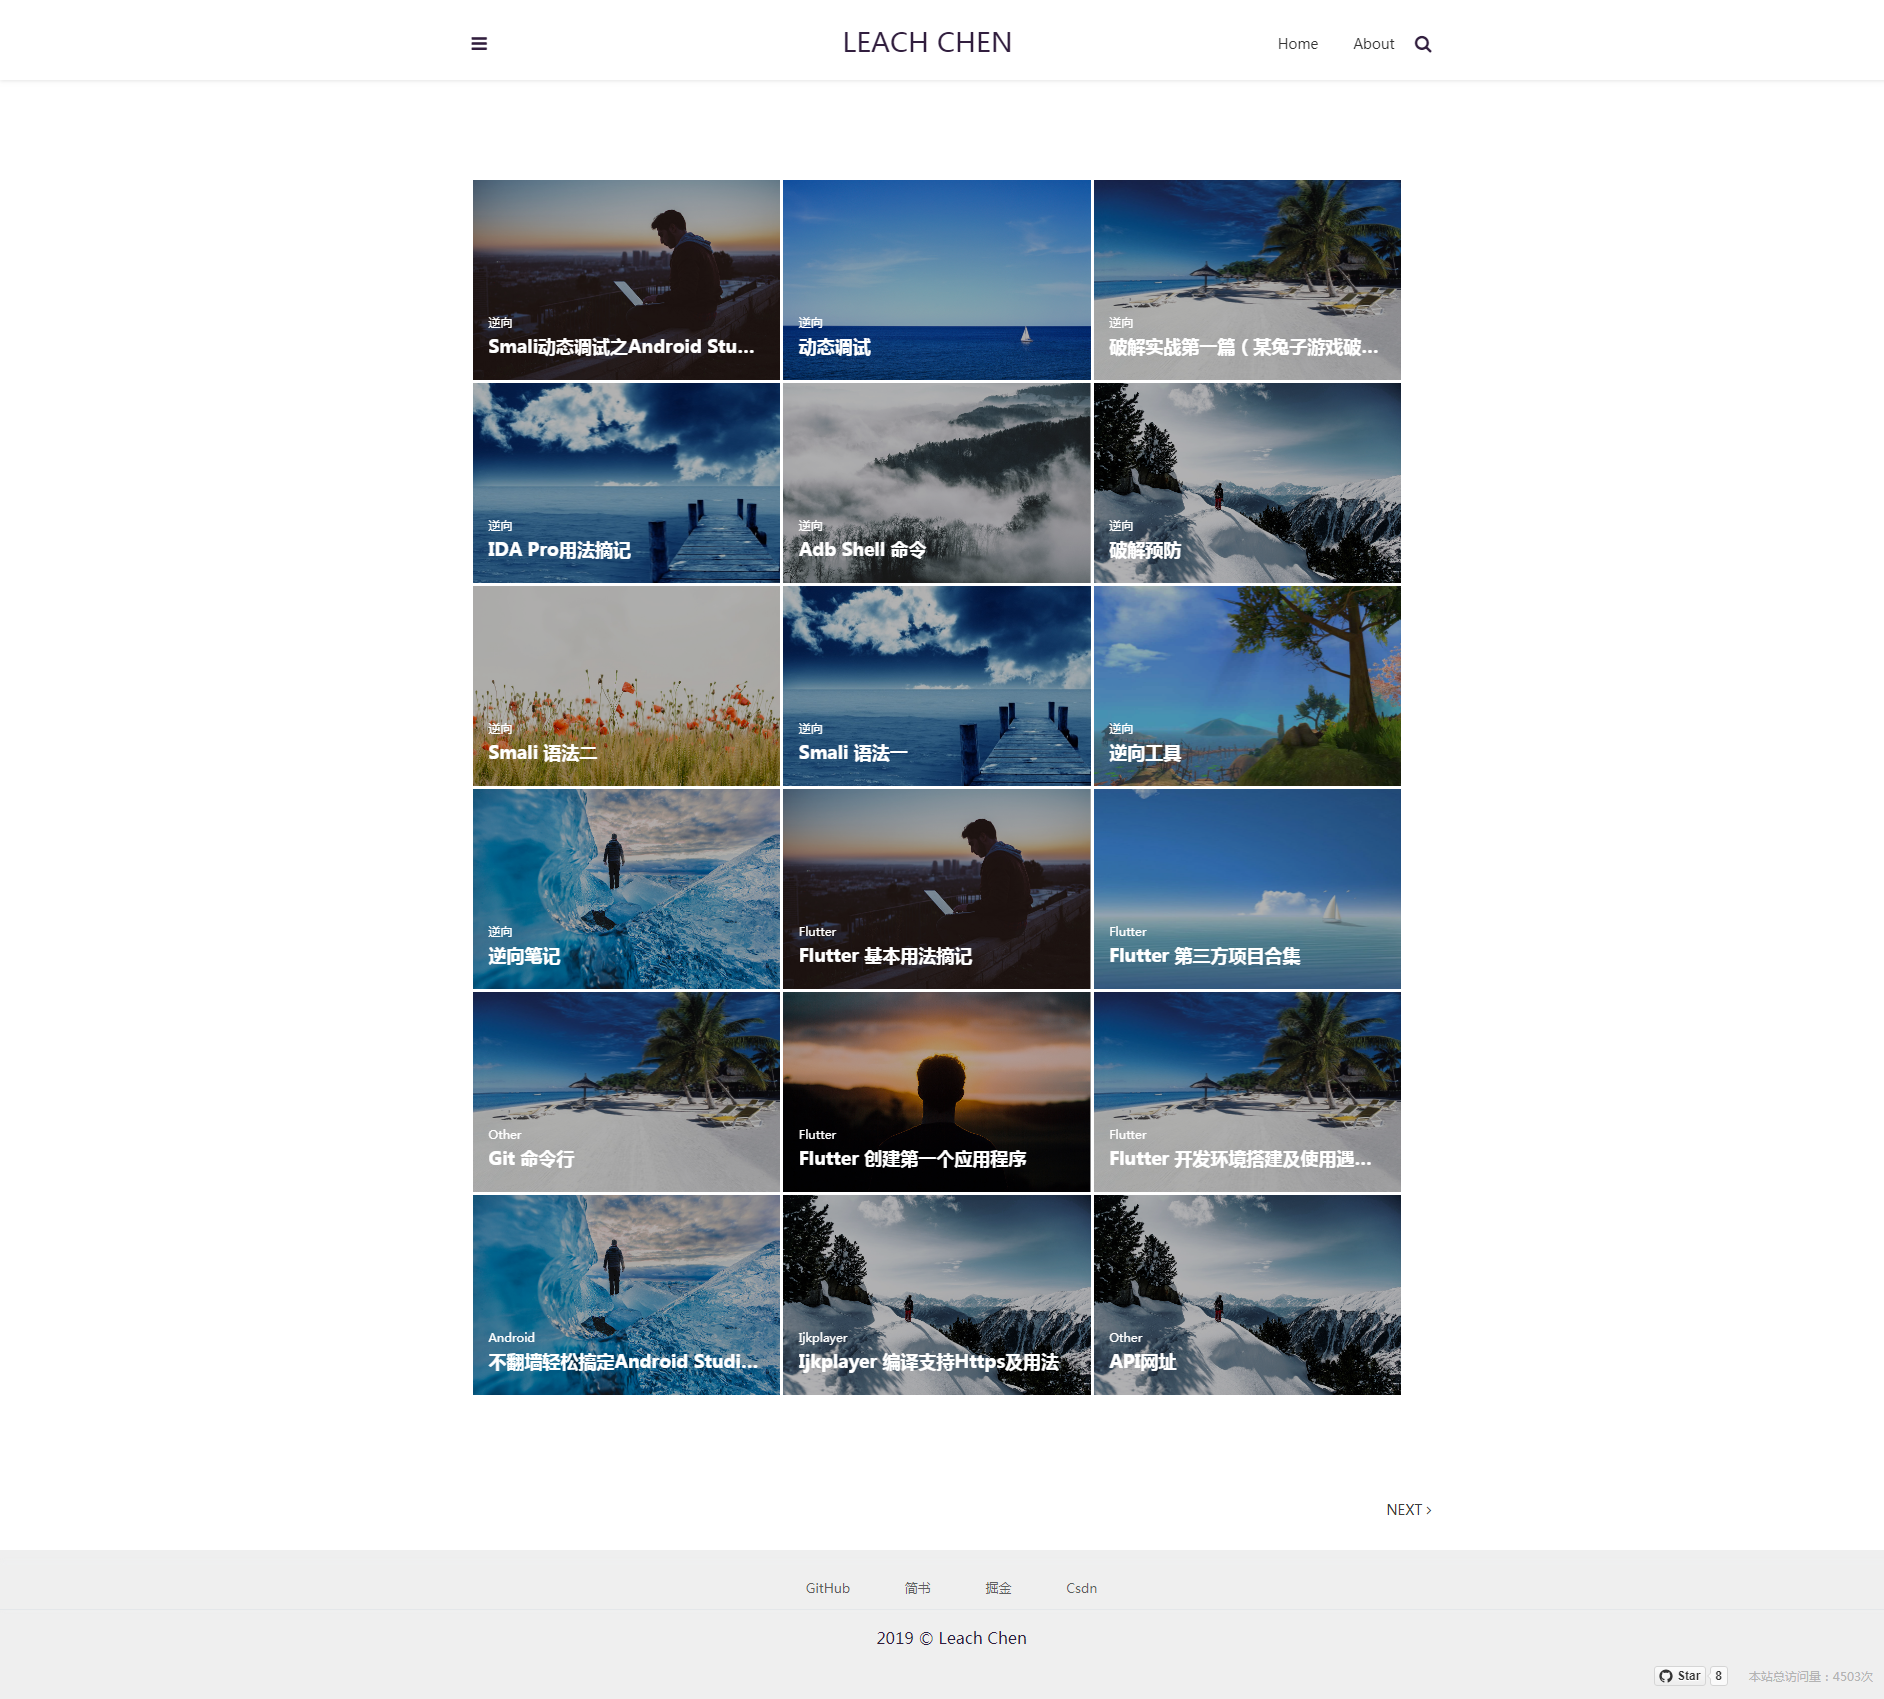 LEACH CHEN
Home
About
逆向
Smali动态调试之Android Stu...
逆向
动态调试
逆向
破解实战第一篇（某兔子游戏破...
逆向
IDA Pro用法摘记
逆向
Adb Shell 命令
逆向
破解预防
逆向
Smali 语法二
逆向
Smali 语法一
逆向
逆向工具
逆向
逆向笔记
Flutter
Flutter 基本用法摘记
Flutter
Flutter 第三方项目合集
Other
Git 命令行
Flutter
Flutter 创建第一个应用程序
Flutter
Flutter 开发环境搭建及使用遇...
Android
不翻墙轻松搞定Android Studi...
Ijkplayer
Ijkplayer 编译支持Https及用法
Other
API网址
NEXT ›
GitHub
简书
掘金
Csdn
2019 © Leach Chen
Star
8
本站总访问量：4503次